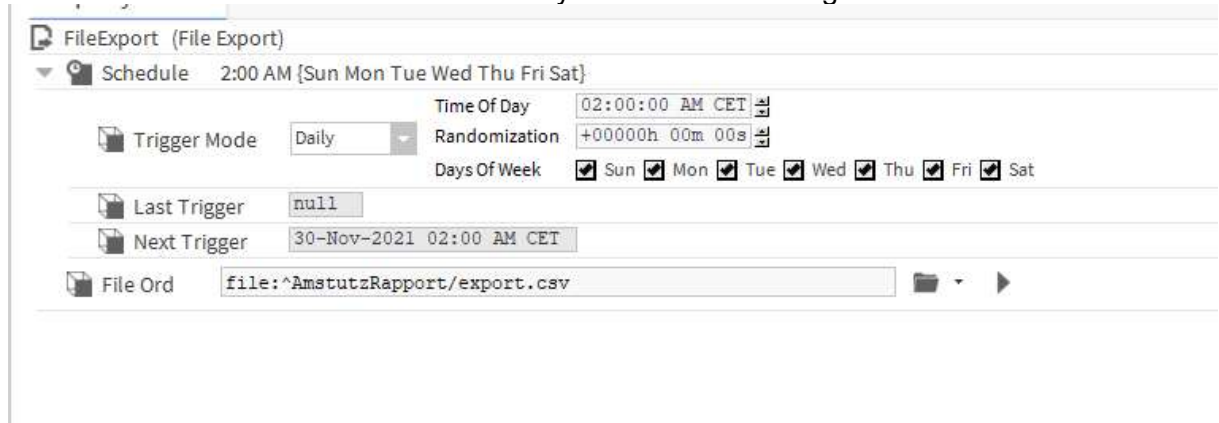 FileExport (File Export)
Schedule 2:00 AM {Sun Mon Tue Wed Thu Fri Sat}
Time Of Day 02:00:00 AM CET
Trigger Mode Daily Randomization +00000h 00m 00s
Days Of Week Sun Mon Tue Wed Thu Fri Sat
Last Trigger null
Next Trigger 30-Nov-2021 02:00 AM CET
File Ord file:^AmstutzRapport/export.csv